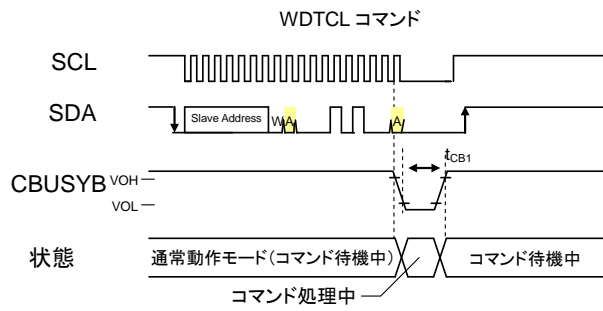 WDTCL コマンド
SCL
SDA
Slave Address
W
A
A
tCB1
CBUSYB
VOH
VOL
状態
通常動作モード(コマンド待機中)
コマンド待機中
コマンド処理中